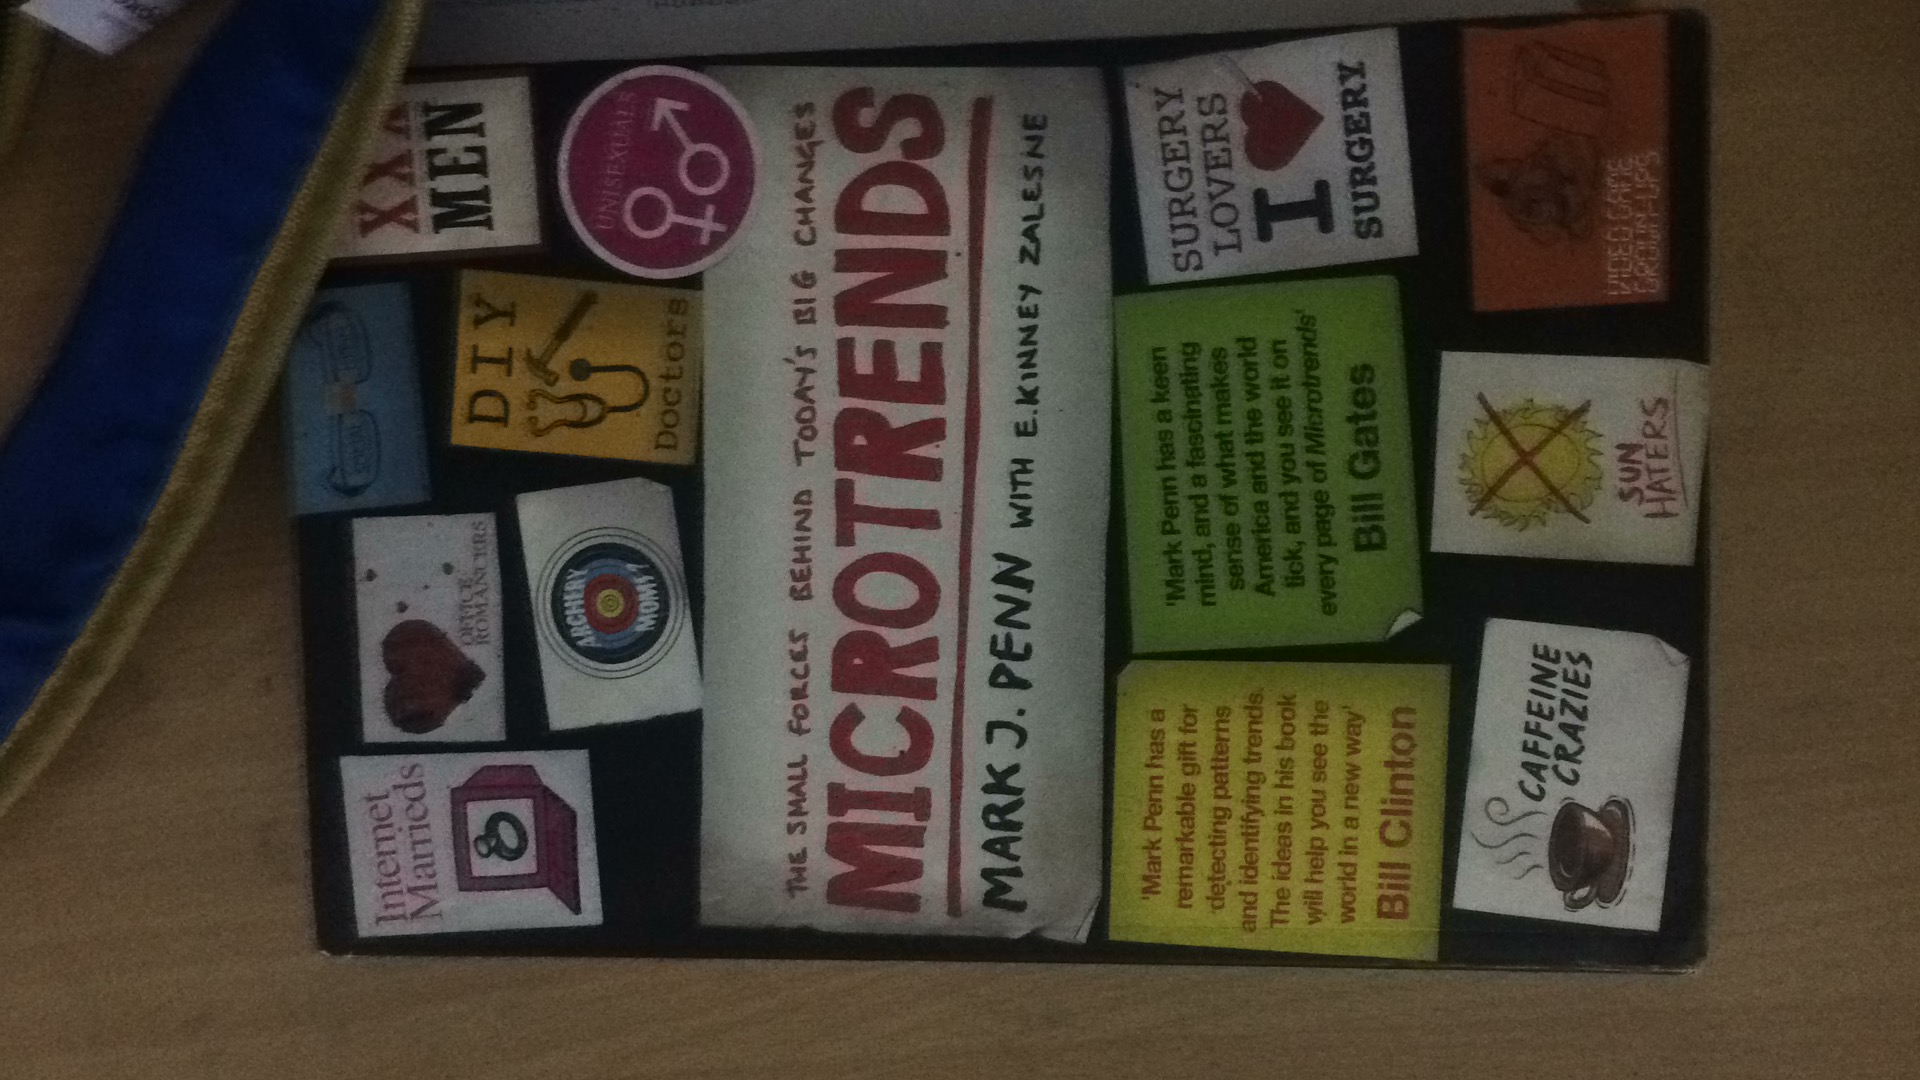 Internet
Marrieds
OFFICE
ROMANCERS
XXX
MEN
DIY
Doctors
ARCHERY
MOMS?
UNISEXUALS
THE SMALL FORCES BEHIND TODAY'S BIG CHANGES
MICROTRENDS
MARK J. PENN WITH E. KINNEY ZALESNE
'Mark Penn has a
remarkable gift for
detecting patterns
and identifying trends.
The ideas in his book
will help you see the
world in a new way'
Bill Clinton
'Mark Penn has a keen
mind, and a fascinating
sense of what makes
America and the world
tick, and you see it on
every page of Microtrends'
Bill Gates
SURGERY
LOVERS
I
SURGERY
CAFFEINE
CRAZIES
SUN
HATERS
VIDEO GAME
GROWN-UPS